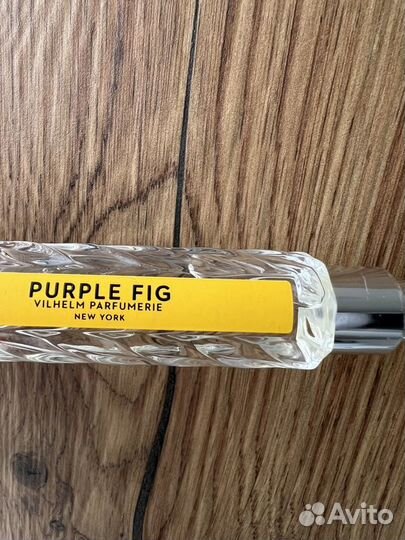 PURPLE FIG
VILHELM PARFUMERIE
NEW YORK
Avito